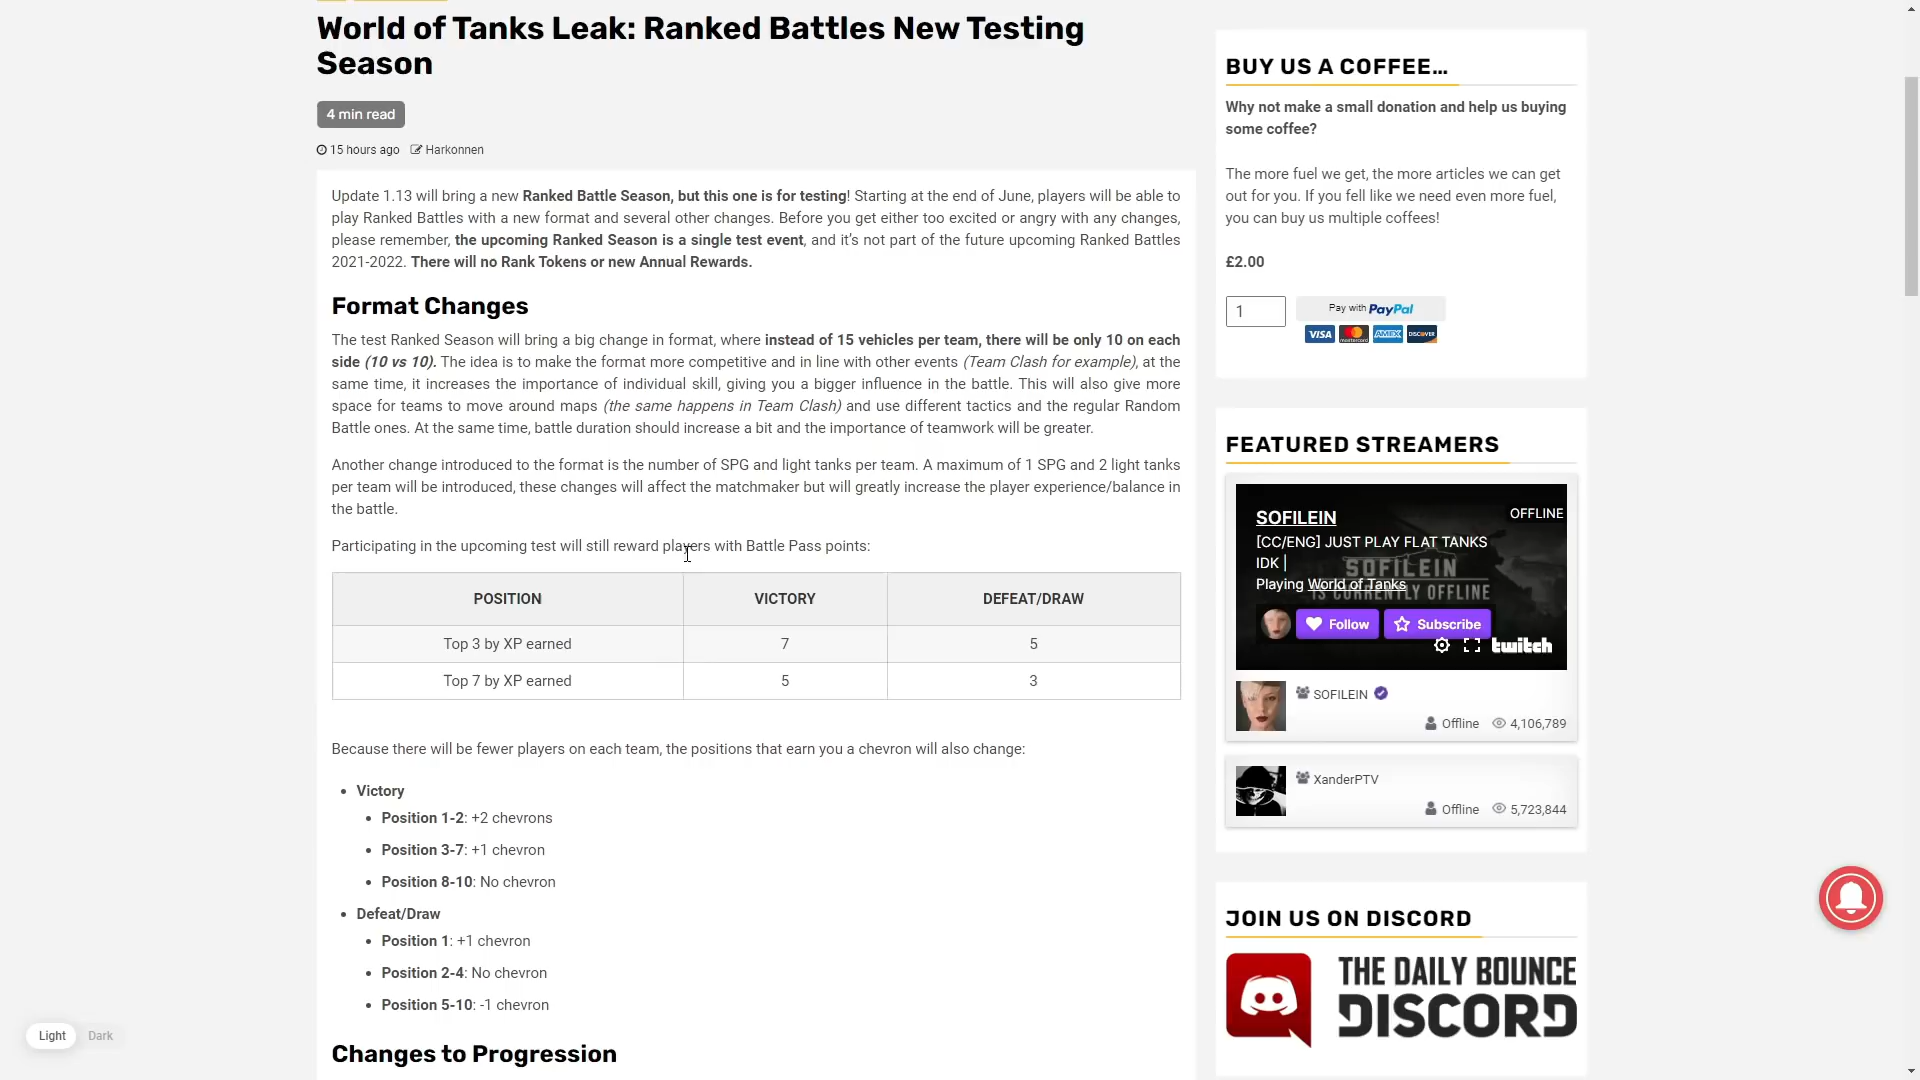 World of Tanks Leak: Ranked Battles New Testing
Season
4 min read
15 hours ago Harkonnen
Update 1.13 will bring a new Ranked Battle Season, but this one is for testing! Starting at the end of June, players will be able to
play Ranked Battles with a new format and several other changes. Before you get either too excited or angry with any changes,
please remember, the upcoming Ranked Season is a single test event, and it’s not part of the future upcoming Ranked Battles
2021-2022. There will no Rank Tokens or new Annual Rewards.
Format Changes
The test Ranked Season will bring a big change in format, where instead of 15 vehicles per team, there will be only 10 on each
side (10 vs 10). The idea is to make the format more competitive and in line with other events (Team Clash for example), at the
same time, it increases the importance of individual skill, giving you a bigger influence in the battle. This will also give more
space for teams to move around maps (the same happens in Team Clash) and use different tactics and the regular Random
Battle ones. At the same time, battle duration should increase a bit and the importance of teamwork will be greater.
Another change introduced to the format is the number of SPG and light tanks per team. A maximum of 1 SPG and 2 light tanks
per team will be introduced, these changes will affect the matchmaker but will greatly increase the player experience/balance in
the battle.
Participating in the upcoming test will still reward players with Battle Pass points:
POSITION VICTORY DEFEAT/DRAW
Top 3 by XP earned 7 5
Top 7 by XP earned 5 3
Because there will be fewer players on each team, the positions that earn you a chevron will also change:
• Victory
• Position 1-2: +2 chevrons
• Position 3-7: +1 chevron
• Position 8-10: No chevron
• Defeat/Draw
• Position 1: +1 chevron
• Position 2-4: No chevron
• Position 5-10: -1 chevron
Changes to Progression
Light Dark
BUY US A COFFEE…
Why not make a small donation and help us buying
some coffee?
The more fuel we get, the more articles we can get
out for you. If you fell like we need even more fuel,
you can buy us multiple coffees!
£2.00
1 Pay with PayPal
VISA mastercard AMEX DISCOVER
FEATURED STREAMERS
SOFILEIN OFFLINE
[CC/ENG] JUST PLAY FLAT TANKS
IDK |
SOFILEIN
Playing World of Tanks
IS CURRENTLY OFFLINE
Follow Subscribe
twitch
SOFILEIN
Offline 4,106,789
XanderPTV
Offline 5,723,844
JOIN US ON DISCORD
THE DAILY BOUNCE
DISCORD